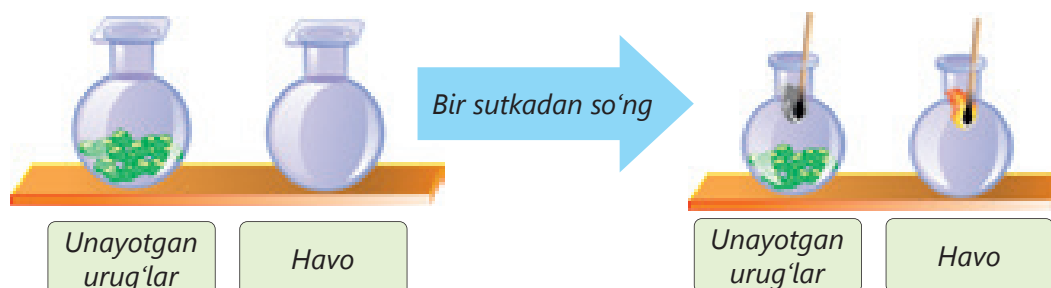 Bir sutkadan so‘ng
Unayotgan
urug‘lar
Havo
Unayotgan
urug‘lar
Havo